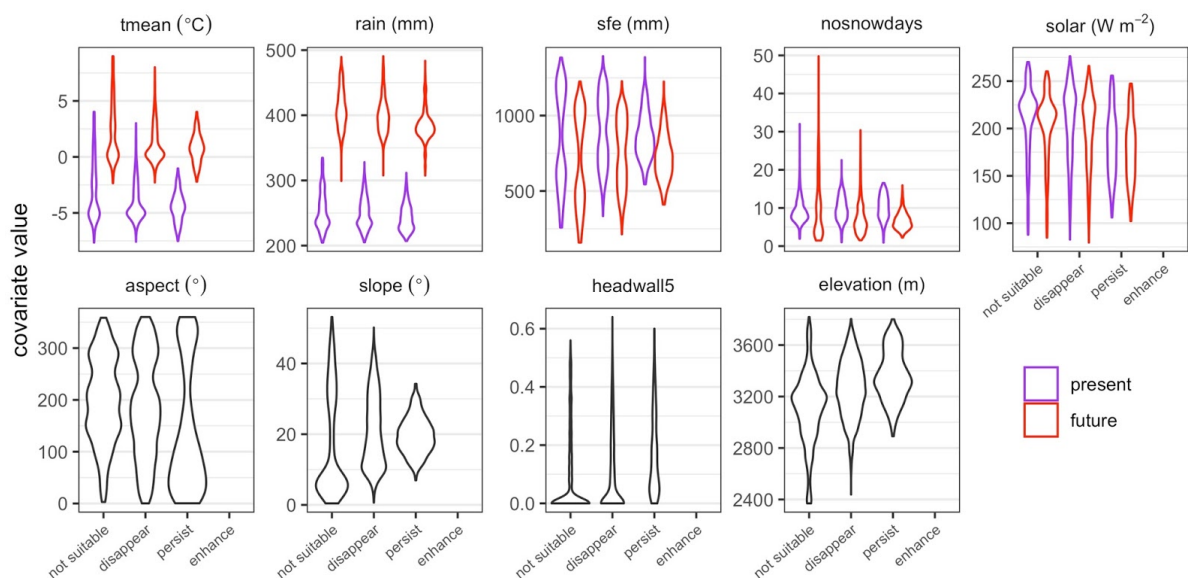 tmean (°C)
rain (mm)
sfe (mm)
nosnowdays
solar (W m⁻²)
5
0
-5
500
400
300
200
1000
500
50
40
30
20
10
0
250
200
150
100
not suitable
disappear
persist
enhance
covariate value
aspect (°)
slope (°)
headwall5
elevation (m)
300
200
100
0
40
20
0
0.6
0.4
0.2
0.0
3600
3200
2800
2400
present
future
not suitable
disappear
persist
enhance
not suitable
disappear
persist
enhance
not suitable
disappear
persist
enhance
not suitable
disappear
persist
enhance